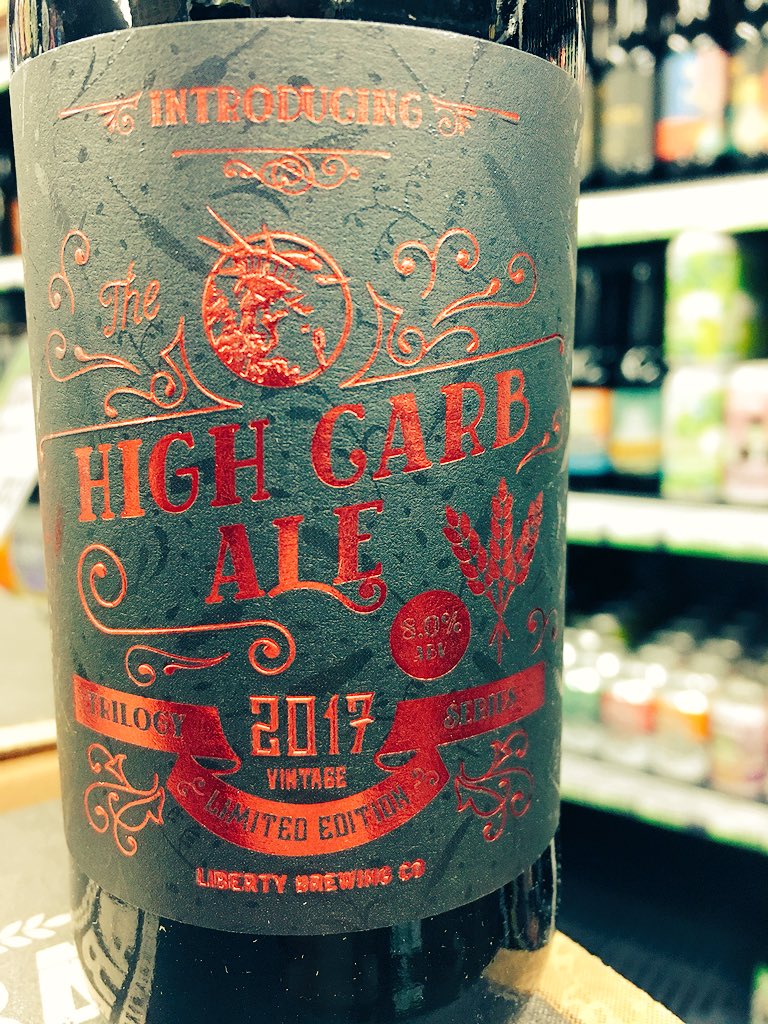 INTRODUCING
The
HIGH CARB
ALE
8.0%
ABV
TRILOGY
2017
SERIES
VINTAGE
LIMITED EDITION
LIBERTY BREWING CO